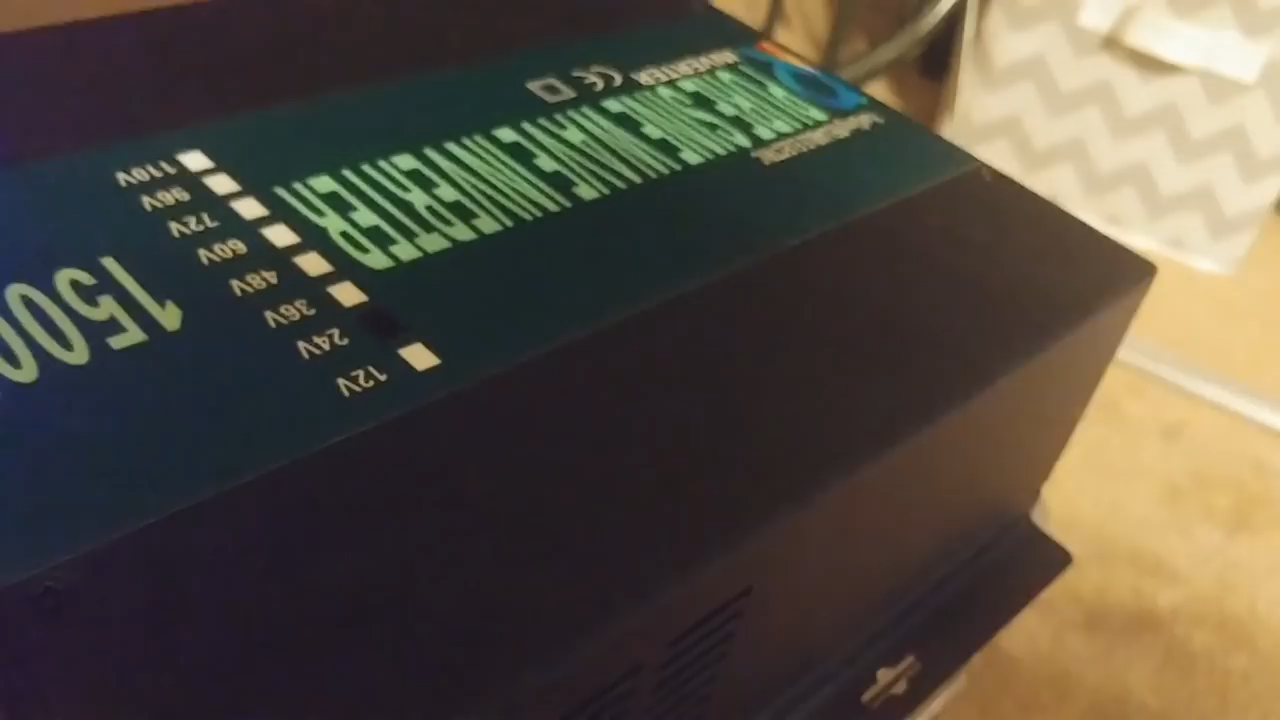 INVERTER
PURE SINE WAVE INVERTER
12V
24V
36V
48V
60V
72V
96V
110V
150